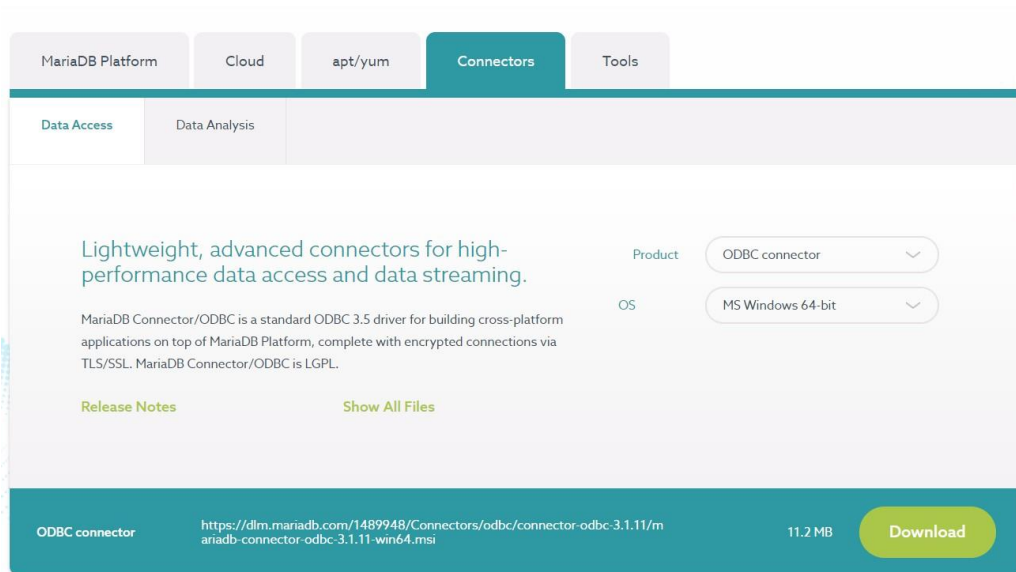 MariaDB Platform
Cloud
apt/yum
Connectors
Tools
Data Access
Data Analysis
Lightweight, advanced connectors for high-
performance data access and data streaming.
MariaDB Connector/ODBC is a standard ODBC 3.5 driver for building cross-platform
applications on top of MariaDB Platform, complete with encrypted connections via
TLS/SSL. MariaDB Connector/ODBC is LGPL.
Release Notes
Show All Files
Product
ODBC connector
OS
MS Windows 64-bit
ODBC connector
https://dlm.mariadb.com/1489948/Connectors/odbc/connector-odbc-3.1.11/m
ariadb-connector-odbc-3.1.11-win64.msi
11.2 MB
Download